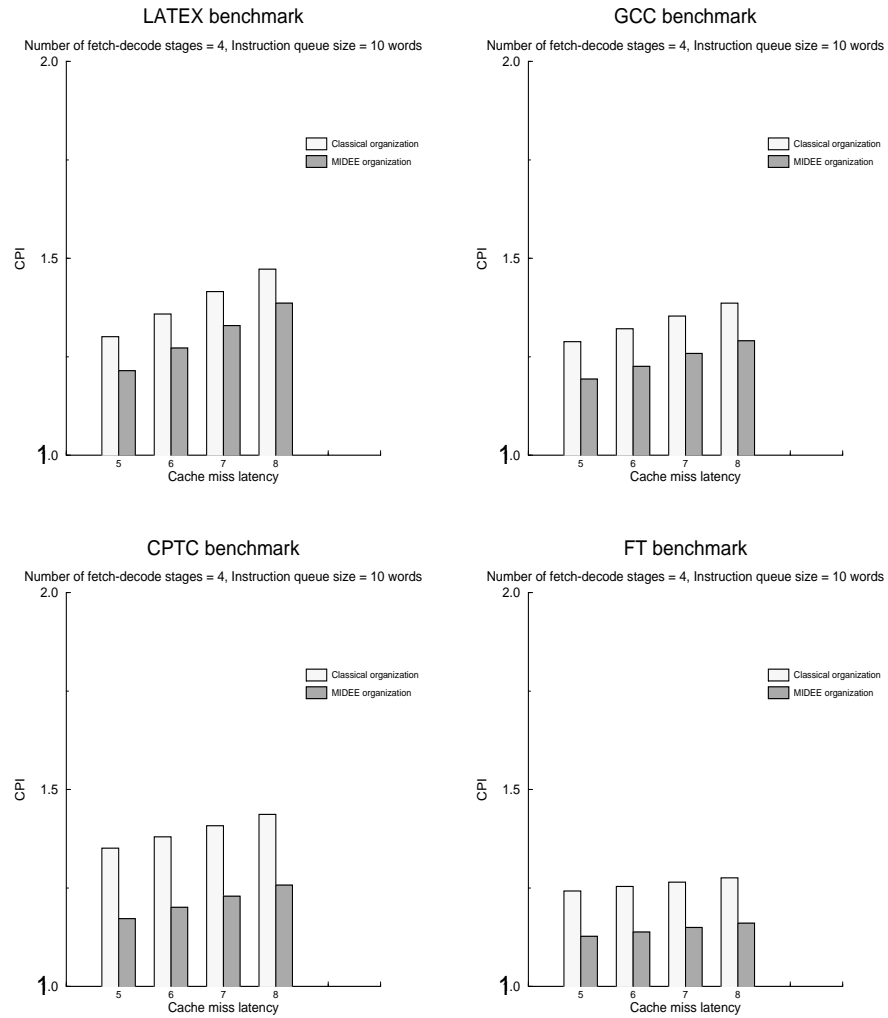 LATEX benchmark
Number of fetch-decode stages = 4, Instruction queue size = 10 words
2.0
Classical organization
MIDEE organization
1.5
CPI
1.0
5 6 7 8
Cache miss latency
GCC benchmark
Number of fetch-decode stages = 4, Instruction queue size = 10 words
2.0
Classical organization
MIDEE organization
1.5
CPI
1.0
5 6 7 8
Cache miss latency
CPTC benchmark
Number of fetch-decode stages = 4, Instruction queue size = 10 words
2.0
Classical organization
MIDEE organization
1.5
CPI
1.0
5 6 7 8
Cache miss latency
FT benchmark
Number of fetch-decode stages = 4, Instruction queue size = 10 words
2.0
Classical organization
MIDEE organization
1.5
CPI
1.0
5 6 7 8
Cache miss latency